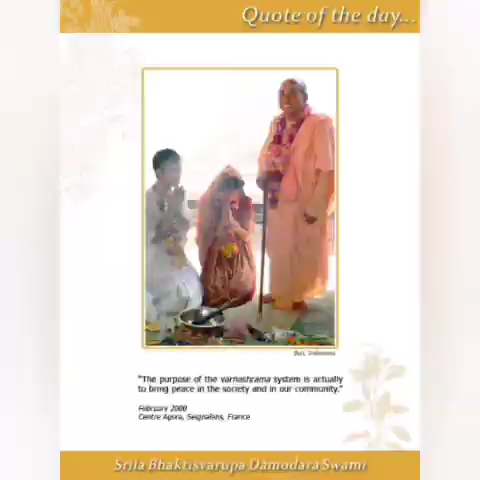 Quote of the day...
Bali, Indonesia
"The purpose of the varnashrama system is actually
to bring peace in the society and in our community."
February 2000
Centre Agora, Seignalens, France
Srila Bhaktisvarupa Damodara Swami